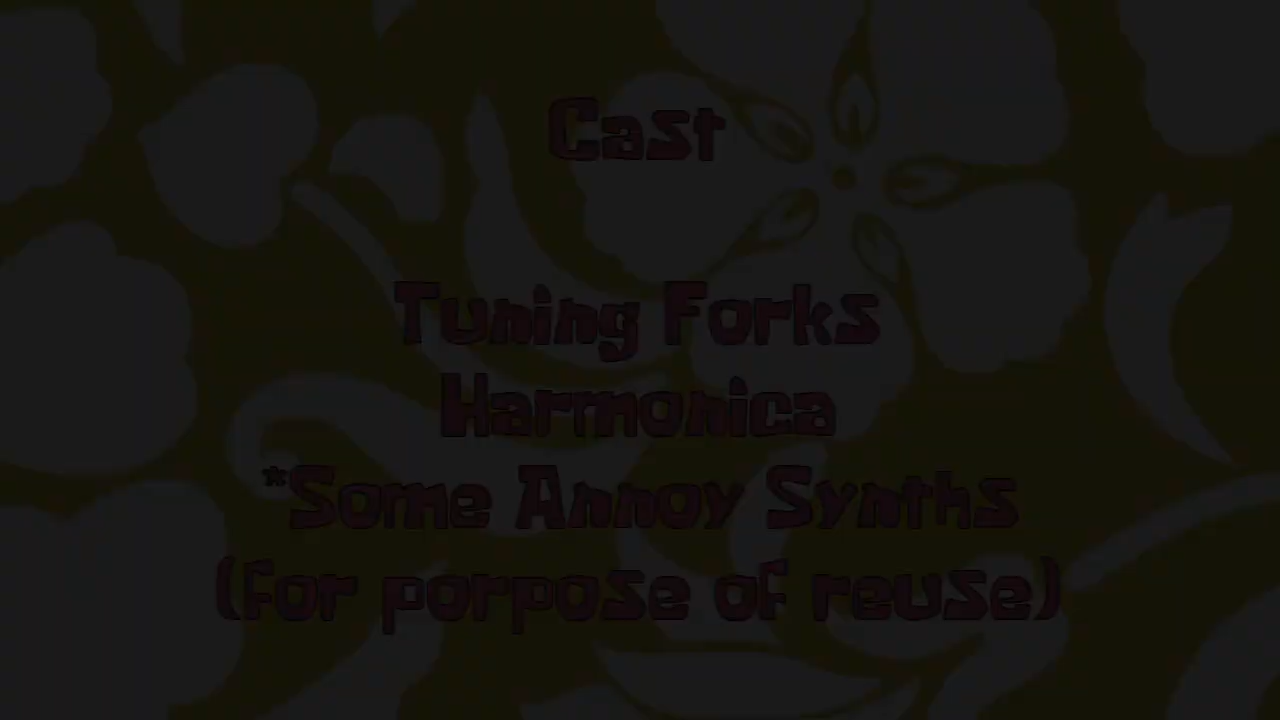 Cast
Tuning Forks
Harmonica
*Some Annoy Synths
(for porpose of reuse)